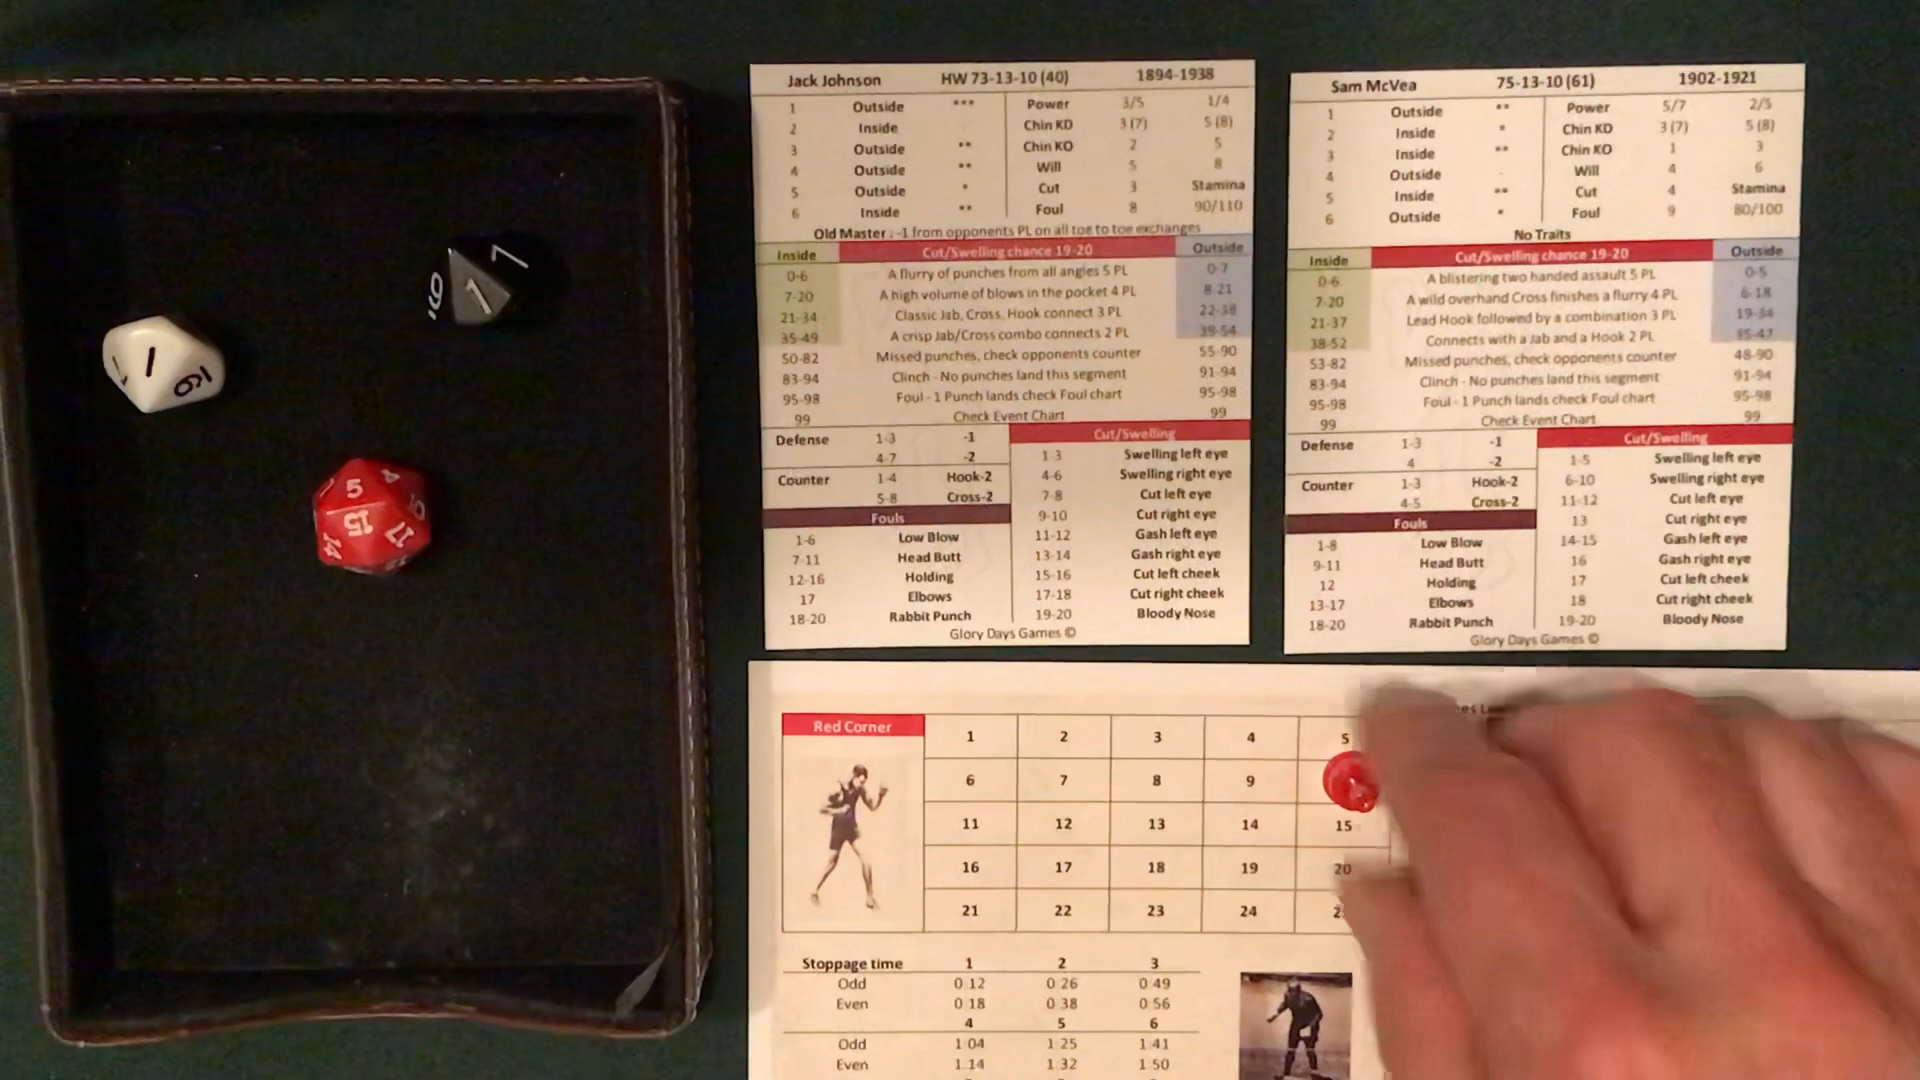 Jack Johnson HW 73-13-10 (40) 1894-1938
1 Outside *** Power 3/5 1/4
2 Inside Chin KD 3 (7) 5 (8)
3 Outside ** Chin KO 2 5
4 Outside ** Will 5 8
5 Outside * Cut 3 Stamina
6 Inside ** Foul 8 90/110
Old Master : -1 from opponents PL on all toe to toe exchanges
Inside Cut/Swelling chance 19-20 Outside
0-6 A flurry of punches from all angles 5 PL 0-7
7-20 A high volume of blows in the pocket 4 PL 8-21
21-34 Classic Jab, Cross, Hook connect 3 PL 22-38
35-49 A crisp Jab/Cross combo connects 2 PL 39-54
50-82 Missed punches, check opponents counter 55-90
83-94 Clinch - No punches land this segment 91-94
95-98 Foul - 1 Punch lands check Foul chart 95-98
99 Check Event Chart 99
Defense 1-3 -1
4-7 -2
Counter 1-4 Hook-2
5-8 Cross-2
Fouls
1-6 Low Blow
7-11 Head Butt
12-16 Holding
17 Elbows
18-20 Rabbit Punch
Cut/Swelling
1-3 Swelling left eye
4-6 Swelling right eye
7-8 Cut left eye
9-10 Cut right eye
11-12 Gash left eye
13-14 Gash right eye
15-16 Cut left cheek
17-18 Cut right cheek
19-20 Bloody Nose
Glory Days Games ©
Sam McVea 75-13-10 (61) 1902-1921
1 Outside ** Power 5/7 2/5
2 Inside * Chin KD 3 (7) 5 (8)
3 Inside ** Chin KO 1 3
4 Outside Will 4 6
5 Inside ** Cut 4 Stamina
6 Outside * Foul 9 80/100
No Traits
Inside Cut/Swelling chance 19-20 Outside
0-6 A blistering two handed assault 5 PL 0-5
7-20 A wild overhand Cross finishes a flurry 4 PL 6-18
21-37 Lead Hook followed by a combination 3 PL 19-34
38-52 Connects with a Jab and a Hook 2 PL 35-47
53-82 Missed punches, check opponents counter 48-90
83-94 Clinch - No punches land this segment 91-94
95-98 Foul - 1 Punch lands check Foul chart 95-98
99 Check Event Chart 99
Defense 1-3 -1
4 -2
Counter 1-3 Hook-2
4-5 Cross-2
Fouls
1-8 Low Blow
9-11 Head Butt
12 Holding
13-17 Elbows
18-20 Rabbit Punch
Cut/Swelling
1-5 Swelling left eye
6-10 Swelling right eye
11-12 Cut left eye
13 Cut right eye
14-15 Gash left eye
16 Gash right eye
17 Cut left cheek
18 Cut right cheek
19-20 Bloody Nose
Glory Days Games ©
Red Corner
1 2 3 4 5
6 7 8 9
11 12 13 14 15
16 17 18 19 20
21 22 23 24
Stoppage time 1 2 3
Odd 0 12 0 26 0 49
Even 0 18 0 38 0 56
4 5 6
Odd 1 04 1 25 1 41
Even 1 14 1 32 1 50
1
16
1
7
9
5
4
15
17
14